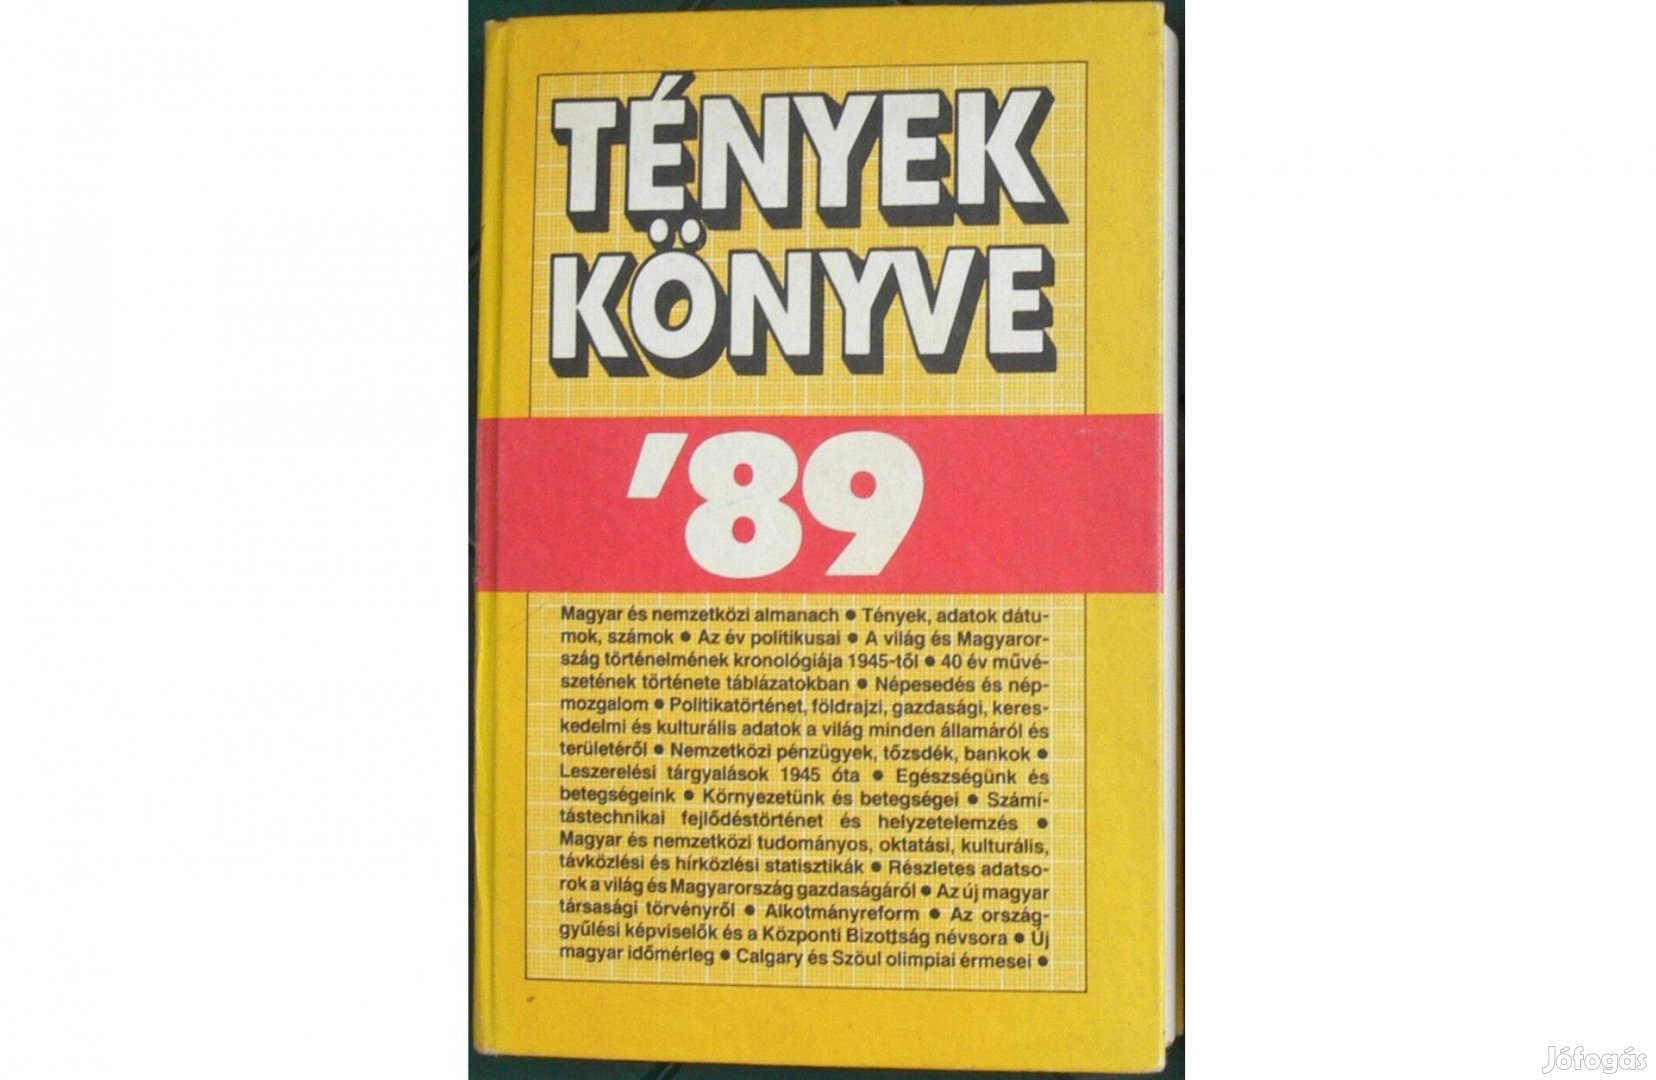 TÉNYEK
KÖNYVE
'89
Magyar és nemzetközi almanach ● Tények, adatok dátu-
mok, számok ● Az év politikusai ● A világ és Magyaror-
szág történelmének kronológiája 1945-től ● 40 év művé-
szetének története táblázatokban ● Népesedés és nép-
mozgalom ● Politikatörténet, földrajzi, gazdasági, keres-
kedelmi és kulturális adatok a világ minden államáról és
területéről ● Nemzetközi pénzügyek, tőzsdék, bankok ●
Leszerelési tárgyalások 1945 óta ● Egészségünk és
betegségeink ● Környezetünk és betegségei ● Számí-
tástechnikai fejlődéstörténet és helyzetelemzés ●
Magyar és nemzetközi tudományos, oktatási, kulturális,
távközlési és hírközlési statisztikák ● Részletes adatso-
rok a világ és Magyarország gazdaságáról ● Az új magyar
társasági törvényről ● Alkotmányreform ● Az ország-
gyűlési képviselők és a Központi Bizottság névsora ● Új
magyar időmérleg ● Calgary és Szöul olimpiai érmesei ●
Jófogás